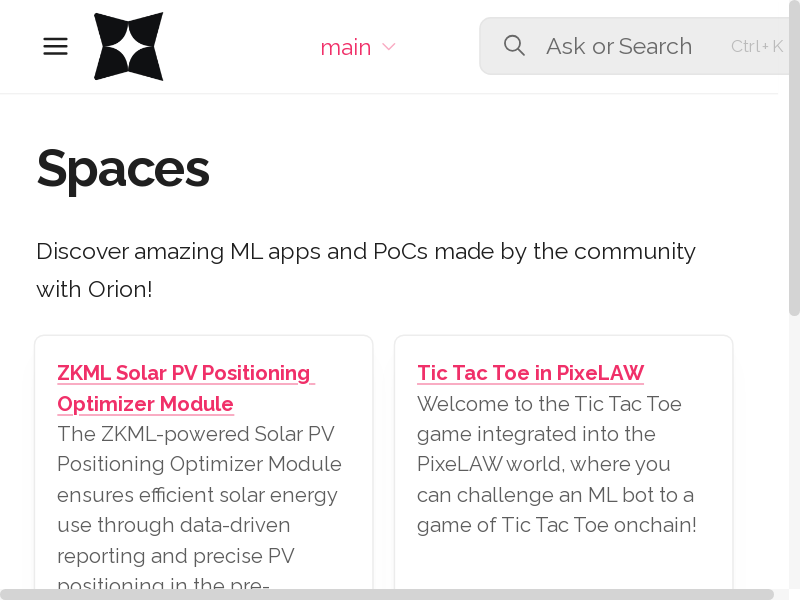 main
Ask or Search
Ctrl+ K
Spaces
Discover amazing ML apps and PoCs made by the community
with Orion!
ZKML Solar PV Positioning
Optimizer Module
The ZKML-powered Solar PV
Positioning Optimizer Module
ensures efficient solar energy
use through data-driven
reporting and precise PV
positioning in the pre-
Tic Tac Toe in PixeLAW
Welcome to the Tic Tac Toe
game integrated into the
PixeLAW world, where you
can challenge an ML bot to a
game of Tic Tac Toe onchain!